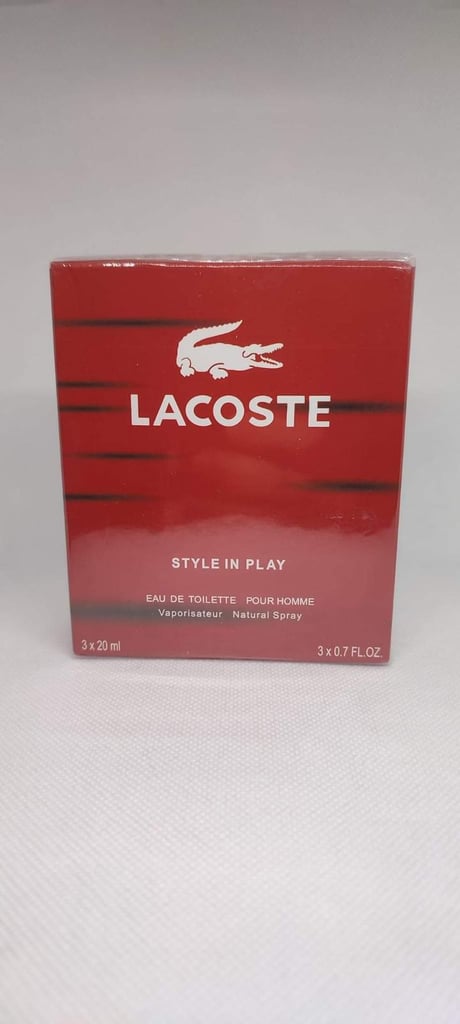 LACOSTE
STYLE IN PLAY
EAU DE TOILETTE POUR HOMME
Vaporisateur Natural Spray
3 x 20 ml
3 x 0.7 FL.OZ.